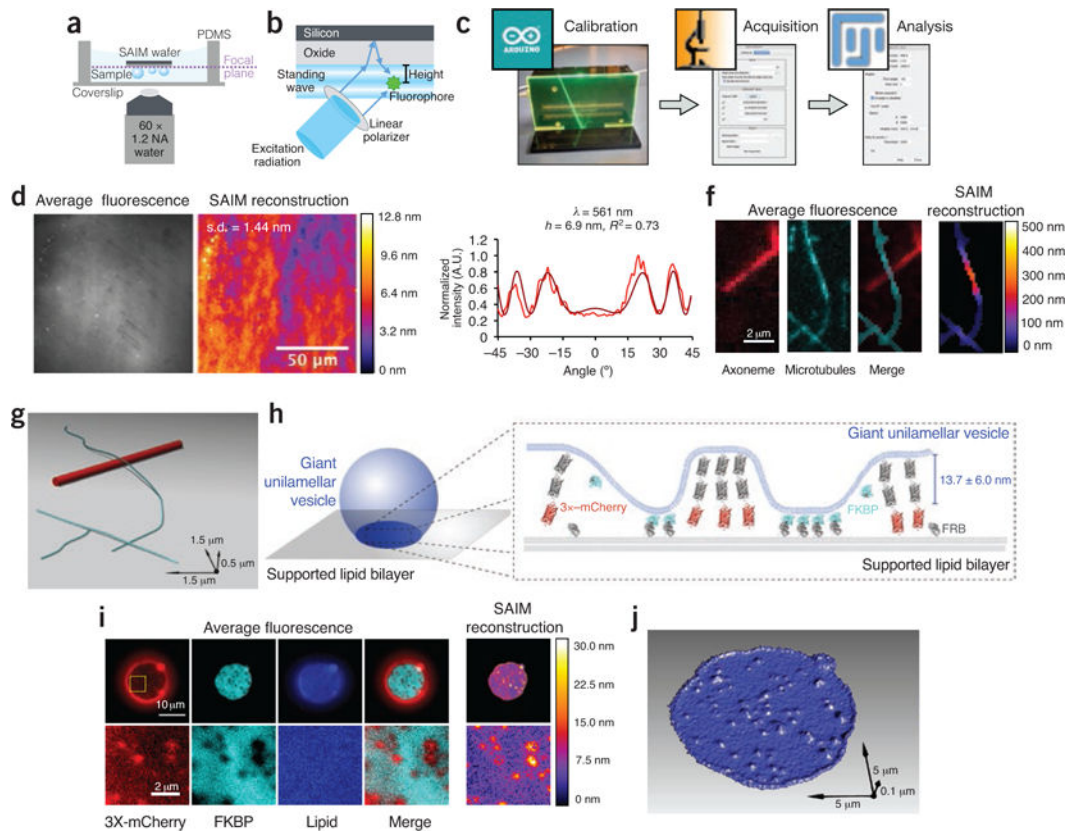 a
PDMS
SAIM wafer
Focal
plane
Sample
Coverslip
60 ×
1.2 NA
water
b
Silicon
Oxide
Standing
wave
Height
Fluorophore
Linear
polarizer
Excitation
radiation
c
ARDUINO
Calibration
Acquisition
Analysis
d
Average fluorescence
SAIM reconstruction
s.d. = 1.44 nm
50 μm
12.8 nm
9.6 nm
6.4 nm
3.2 nm
0 nm
λ = 561 nm
h = 6.9 nm, R² = 0.73
Normalized
intensity (A.U.)
1.2
1.0
0.8
0.6
0.4
0.2
0
−45 −30 −15 0 15 30 45
Angle (°)
f
Average fluorescence
SAIM
reconstruction
2 μm
Axoneme
Microtubules
Merge
500 nm
400 nm
300 nm
200 nm
100 nm
0 nm
g
1.5 μm
0.5 μm
1.5 μm
h
Giant
unilamellar
vesicle
Supported lipid bilayer
Giant unilamellar vesicle
13.7 ± 6.0 nm
3×–mCherry
FKBP
FRB
Supported lipid bilayer
i
Average fluorescence
SAIM
reconstruction
10 μm
2 μm
3X-mCherry
FKBP
Lipid
Merge
30.0 nm
22.5 nm
15.0 nm
7.5 nm
0 nm
j
5 μm
0.1 μm
5 μm